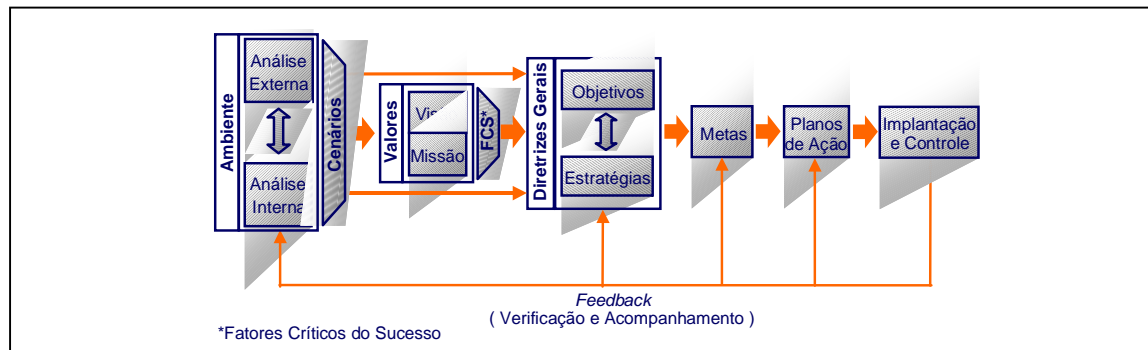 Ambiente
Análise
Externa
Análise
Interna
Cenários
Valores
Missão
FCS*
Diretrizes Gerais
Objetivos
Estratégias
Metas
Planos
de Ação
Implantação
e Controle
Feedback
( Verificação e Acompanhamento )
*Fatores Críticos do Sucesso